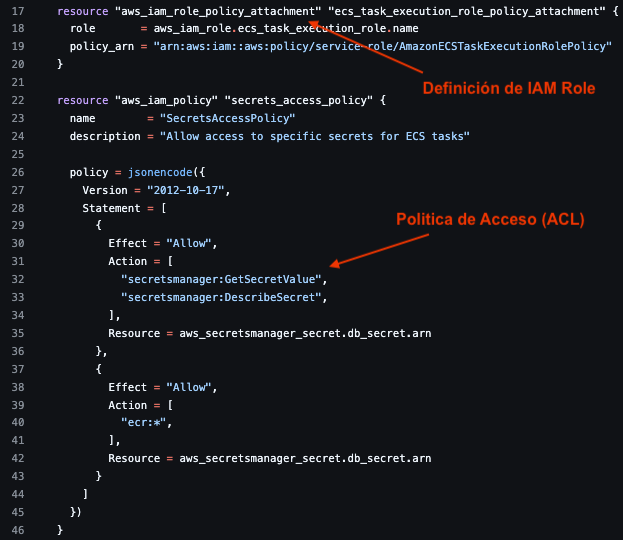 17 resource "aws_iam_role_policy_attachment" "ecs_task_execution_role_policy_attachment" {
18 role = aws_iam_role.ecs_task_execution_role.name
19 policy_arn = "arn:aws:iam::aws:policy/service-role/AmazonECSTaskExecutionRolePolicy"
20 }
Definición de IAM Role
21
22 resource "aws_iam_policy" "secrets_access_policy" {
23 name = "SecretsAccessPolicy"
24 description = "Allow access to specific secrets for ECS tasks"
25
26 policy = jsonencode({
27 Version = "2012-10-17",
28 Statement = [
Politica de Acceso (ACL)
29 {
30 Effect = "Allow",
31 Action = [
32 "secretsmanager:GetSecretValue",
33 "secretsmanager:DescribeSecret",
34 ],
35 Resource = aws_secretsmanager_secret.db_secret.arn
36 },
37 {
38 Effect = "Allow",
39 Action = [
40 "ecr:*",
41 ],
42 Resource = aws_secretsmanager_secret.db_secret.arn
43 }
44 ]
45 })
46 }